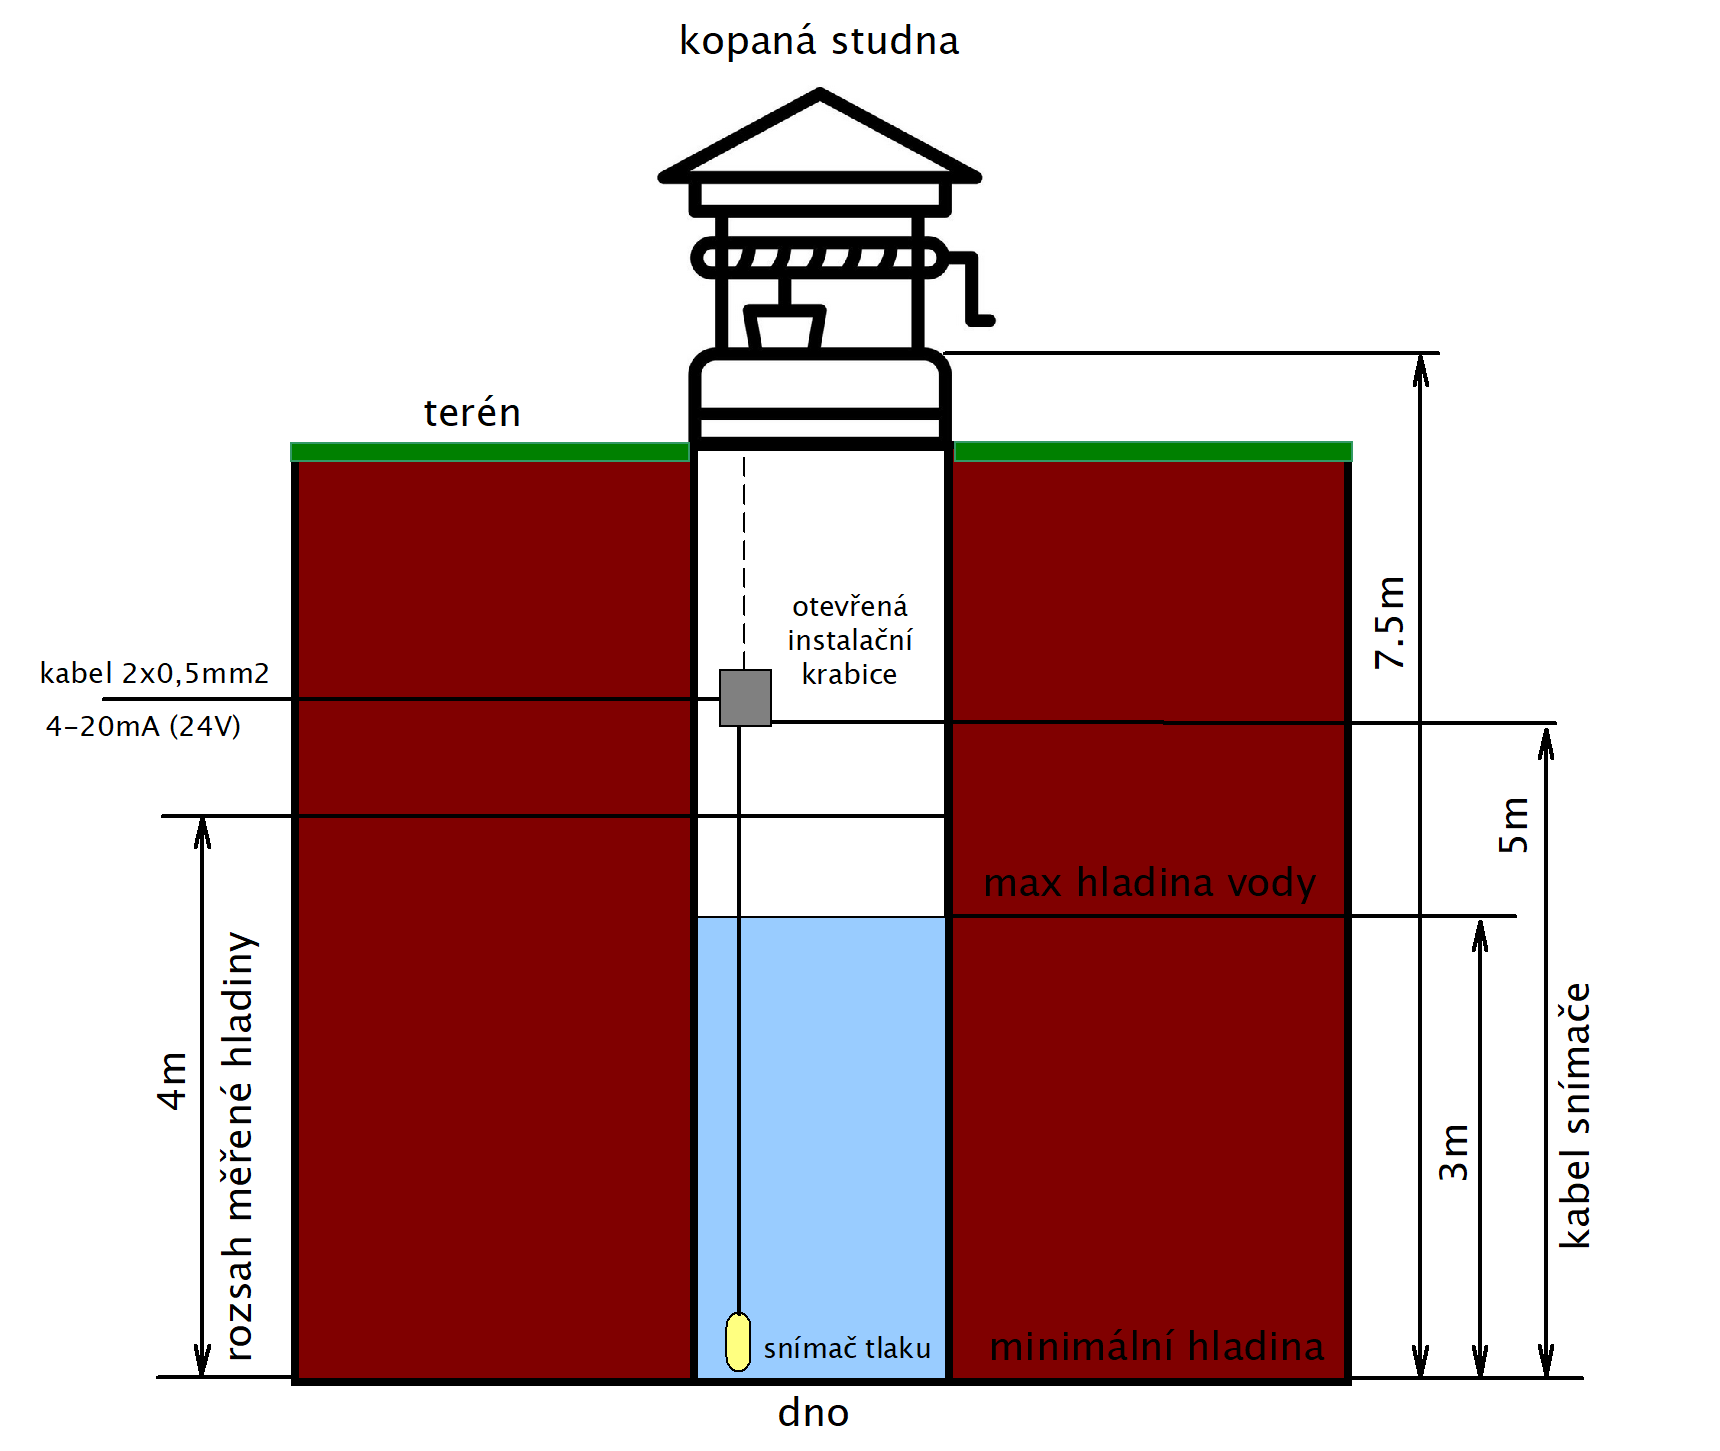 kopaná studna
terén
otevřená
instalační
krabice
7.5m
kabel 2x0,5mm2
4-20mA (24V)
5m
max hladina vody
rozsah měřené hladiny
4m
3m
kabel snímače
snímač tlaku
minimální hladina
dno